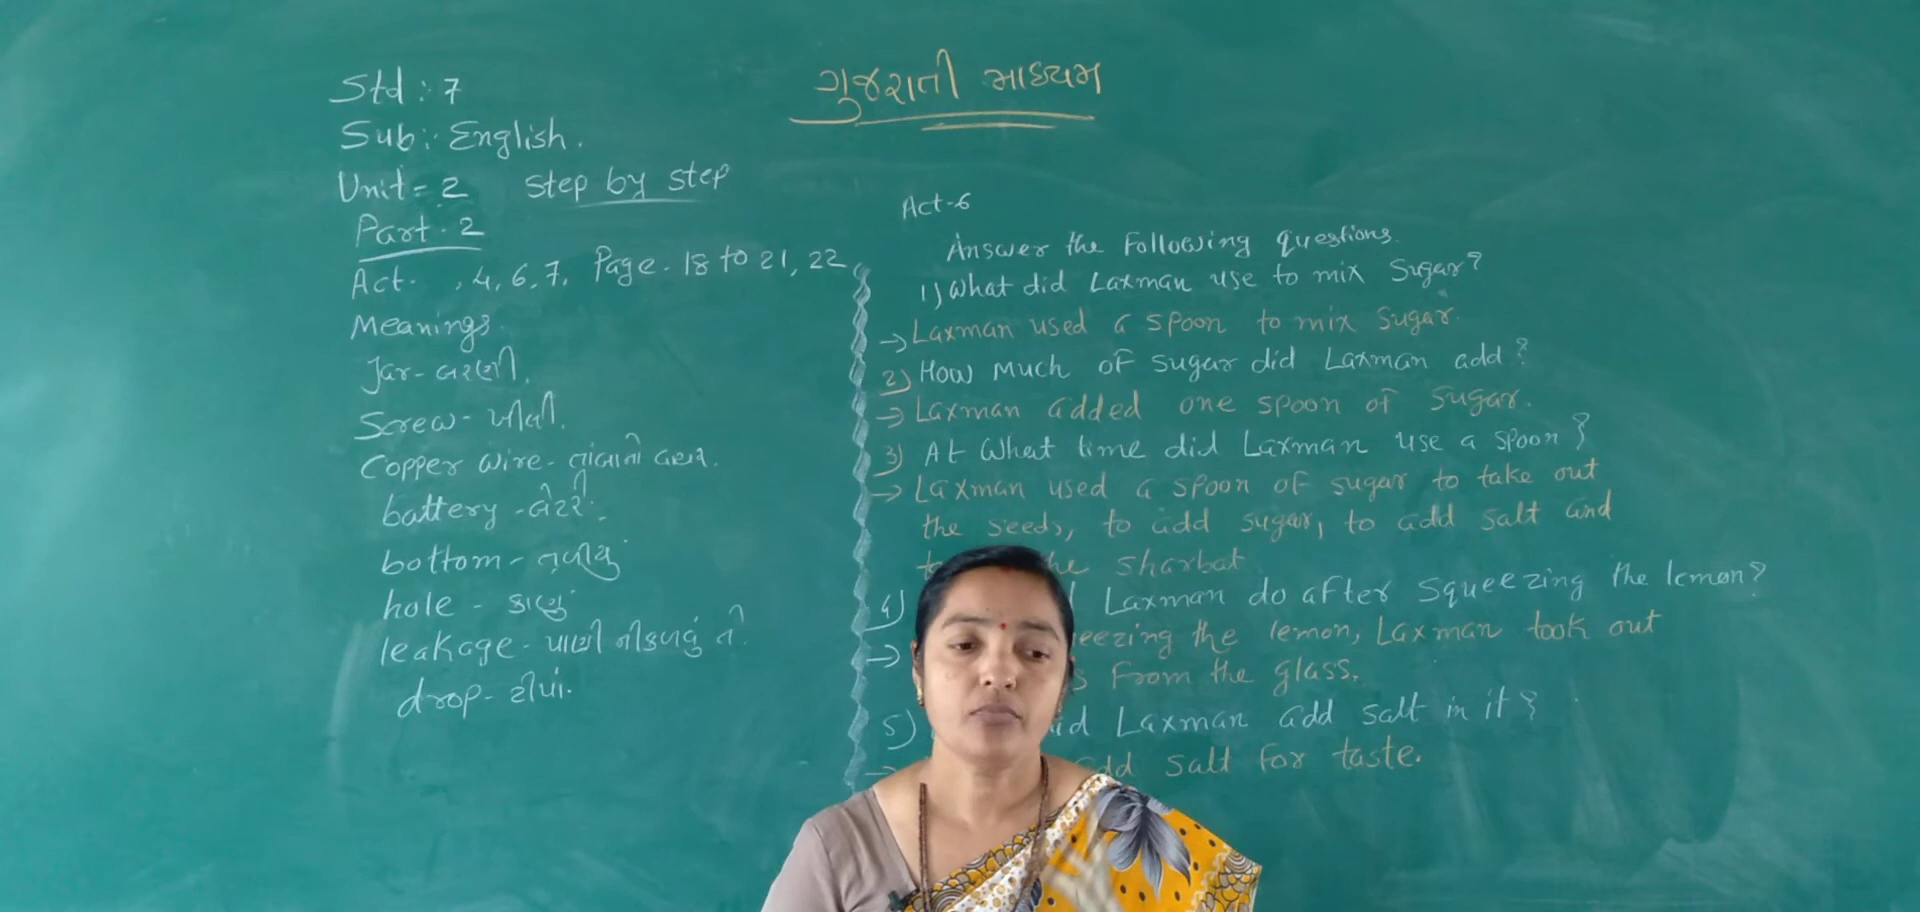 ગુજરાતી માધ્યમ
Std : 7
Sub : English.
Unit = 2 Step by step
Part - 2
Act. , 4, 6, 7, Page - 18 to 21, 22
Meanings.
Jar - બરણી.
Screw - ખીલી.
Copper wire - તાંબાનો વાયર.
battery - બેટરી.
bottom - તળીયું
hole - કાણું
leakage - પાણી નીકળવું તે.
drop - ટીપાં.
Act-6
Answer the Following questions.
1) What did Laxman use to mix Sugar?
→ Laxman used a spoon to mix Sugar.
2) How Much of sugar did Laxman add?
→ Laxman added one spoon of Sugar.
3) At What time did Laxman use a spoon?
→ Laxman used a spoon of sugar to take out
the seeds, to add sugar, to add salt and
sharbat
4) Laxman do after squeezing the lemon?
→ eezing the lemon, Laxman took out
s from the glass.
5) id Laxman add salt in it?
→ add salt for taste.